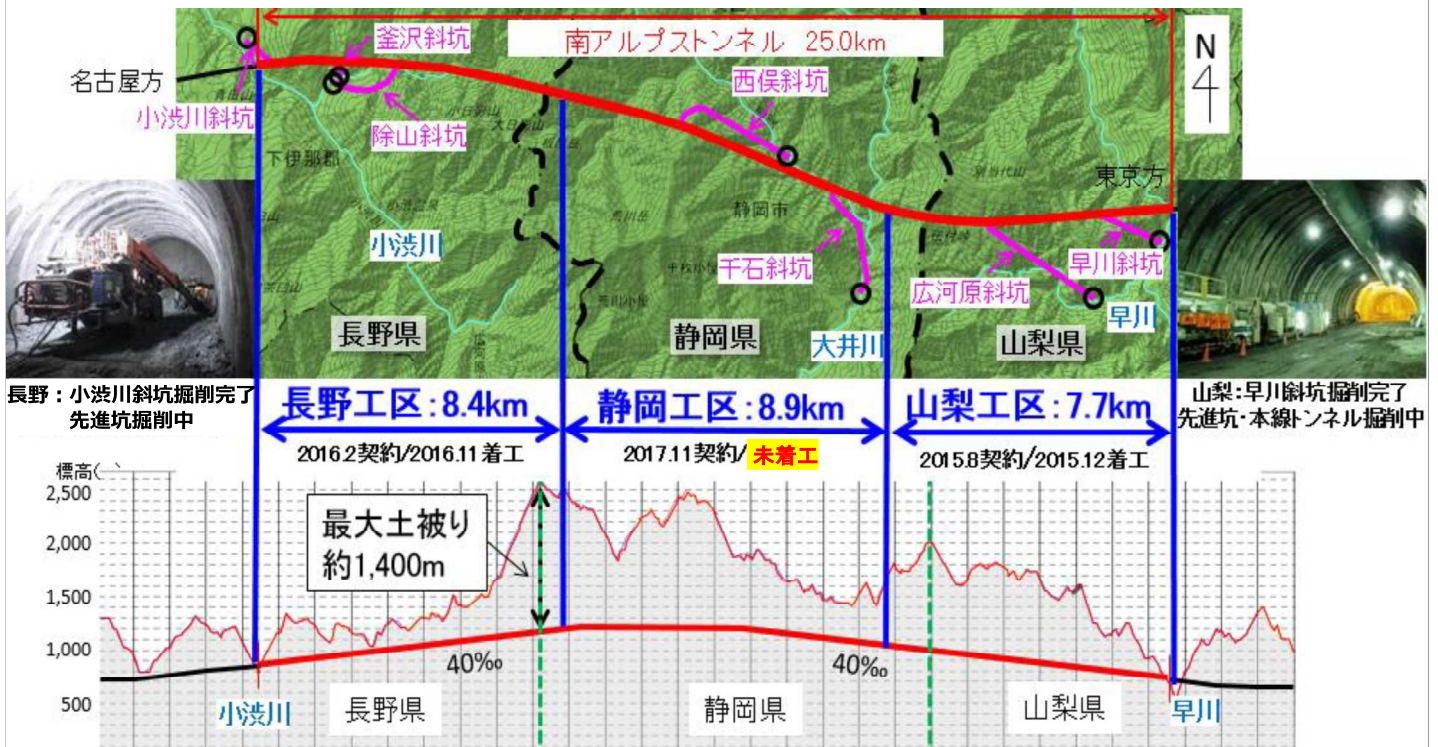 南アルプストンネル 25.0km
N
名古屋方
釜沢斜坑
西俣斜坑
小渋川斜坑
除山斜坑
下伊那郡
東京方
静岡市
小渋川
千石斜坑
広河原斜坑
早川斜坑
長野県
静岡県
大井川
山梨県
早川
長野：小渋川斜坑掘削完了
先進坑掘削中
山梨：早川斜坑掘削完了
先進坑・本線トンネル掘削中
長野工区：8.4km
静岡工区：8.9km
山梨工区：7.7km
2016.2契約/2016.11着工
2017.11契約/未着工
2015.8契約/2015.12着工
標高(
2,500
2,000
1,500
1,000
500
最大土被り
約1,400m
40‰
40‰
小渋川
長野県
静岡県
山梨県
早川